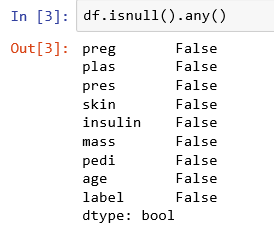 In [3]: df.isnull().any()
Out[3]: preg False
plas False
pres False
skin False
insulin False
mass False
pedi False
age False
label False
dtype: bool